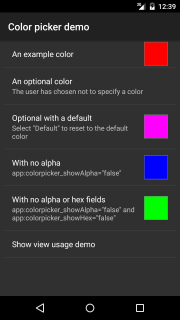 12:39
Color picker demo
An example color
An optional color
The user has chosen not to specify a color
Optional with a default
Select "Default" to reset to the default
color
With no alpha
app:colorpicker_showAlpha="false"
With no alpha or hex fields
app:colorpicker_showAlpha="false" and
app:colorpicker_showHex="false"
Show view usage demo